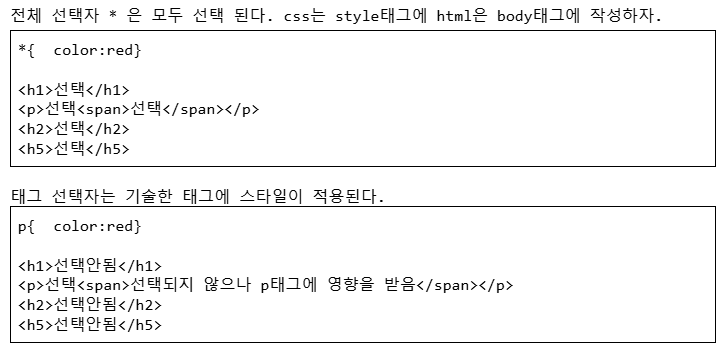 전체 선택자 * 은 모두 선택 된다. css는 style태그에 html은 body태그에 작성하자.
*{  color:red}
<h1>선택</h1>
<p>선택<span>선택</span></p>
<h2>선택</h2>
<h5>선택</h5>
태그 선택자는 기술한 태그에 스타일이 적용된다.
p{  color:red}
<h1>선택안됨</h1>
<p>선택<span>선택되지 않으나 p태그에 영향을 받음</span></p>
<h2>선택안됨</h2>
<h5>선택안됨</h5>